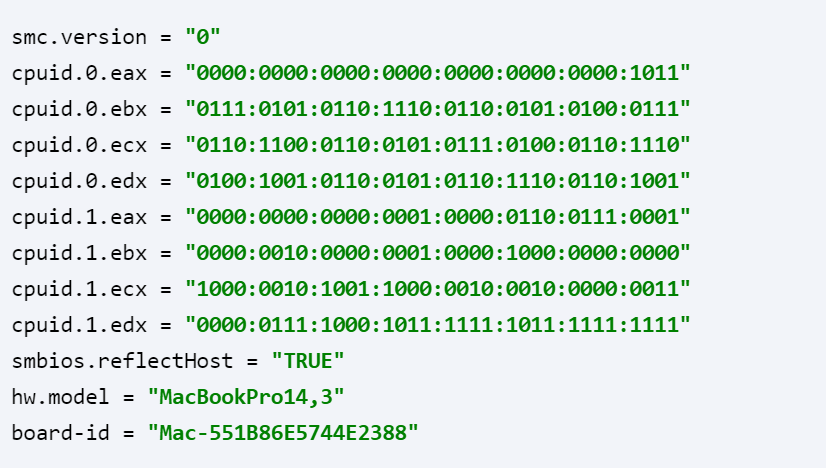 smc.version = "0"
cpuid.0.eax = "0000:0000:0000:0000:0000:0000:0000:1011"
cpuid.0.ebx = "0111:0101:0110:1110:0110:0101:0100:0111"
cpuid.0.ecx = "0110:1100:0110:0101:0111:0100:0110:1110"
cpuid.0.edx = "0100:1001:0110:0101:0110:1110:0110:1001"
cpuid.1.eax = "0000:0000:0000:0001:0000:0110:0111:0001"
cpuid.1.ebx = "0000:0010:0000:0001:0000:1000:0000:0000"
cpuid.1.ecx = "1000:0010:1001:1000:0010:0010:0000:0011"
cpuid.1.edx = "0000:0111:1000:1011:1111:1011:1111:1111"
smbios.reflectHost = "TRUE"
hw.model = "MacBookPro14,3"
board-id = "Mac-551B86E5744E2388"